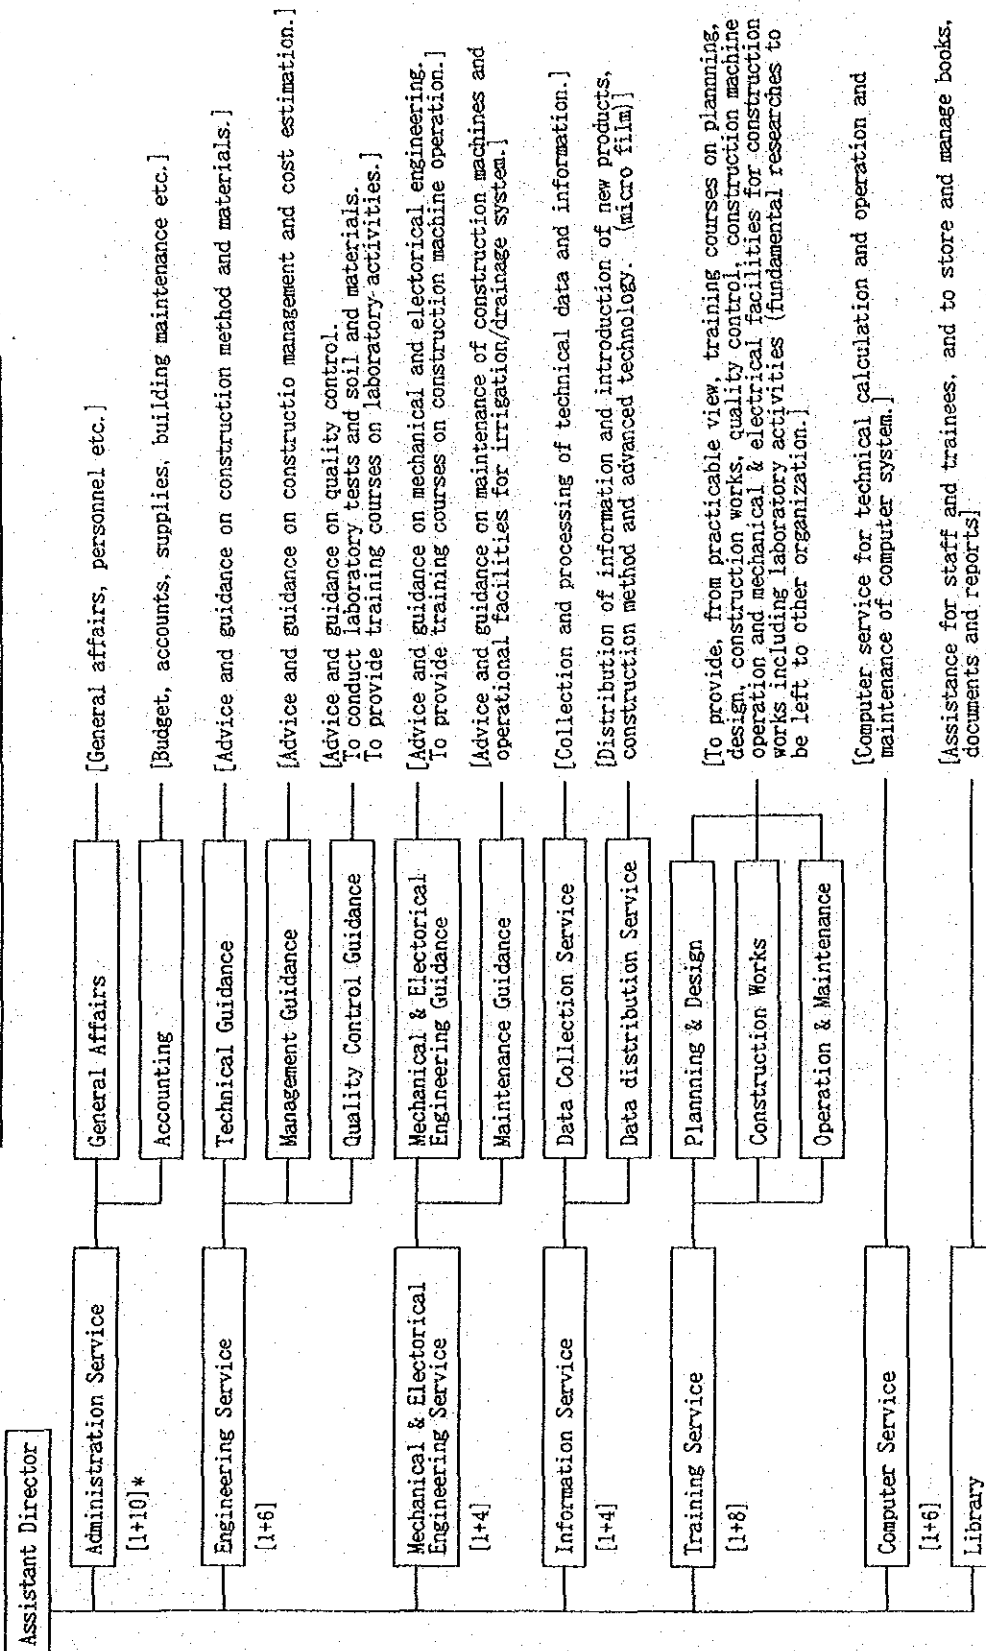 Assistant Director
Administration Service
[1+10]*
General Affairs
[General affairs, personnel etc.]
Accounting
[Budget, accounts, supplies, building maintenance etc.]
Engineering Service
[1+6]
Technical Guidance
[Advice and guidance on construction method and materials.]
Management Guidance
[Advice and guidance on constructio management and cost estimation.]
Quality Control Guidance
[Advice and guidance on quality control.
To conduct laboratory tests and soil and materials.
To provide training courses on laboratory activities.]
Mechanical & Electorical
Engineering Service
[1+4]
Mechanical & Electorical
Engineering Guidance
[Advice and guidance on mechanical and electorical engineering.
To provide training courses on construction machine operation.]
Maintenance Guidance
[Advice and guidance on maintenance of construction machines and
operational facilities for irrigation/drainage system.]
Information Service
[1+4]
Data Collection Service
[Collection and processing of technical data and information.]
Data distribution Service
[Distribution of information and introduction of new products,
construction method and advanced technology. (micro film)]
Training Service
[1+8]
Plannning & Design
Construction Works
Operation & Maintenance
[To provide, from practicable view, training courses on plannning,
design, construction works, quality control, construction machine
operation and mechanical & electrical facilities for construction
works including laboratory activities (fundamental researches to
be left to other organization.]
Computer Service
[1+6]
[Computer service for technical calculation and operation and
maintenance of computer system.]
Library
[Assistance for staff and trainees, and to store and manage books,
documents and reports]